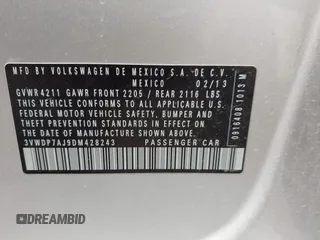 MFD BY VOLKSWAGEN DE MEXICO S.A. DE C.V.
MEXICO 02/13
GVWR4211 GAWR FRONT 2205 / REAR 2116 LBS
THIS VEHICLE CONFORMS TO ALL APPLICABLE U.S.
FEDERAL MOTOR VEHICLE SAFETY, BUMPER AND
THEFT PREVENTION STANDARDS IN EFFECT ON THE
DATE OF MANUFACTURE SHOWN ABOVE.
3VWDP7AJ9DM428243 PASSENGER CAR
0916408 1013 M
DREAMBID